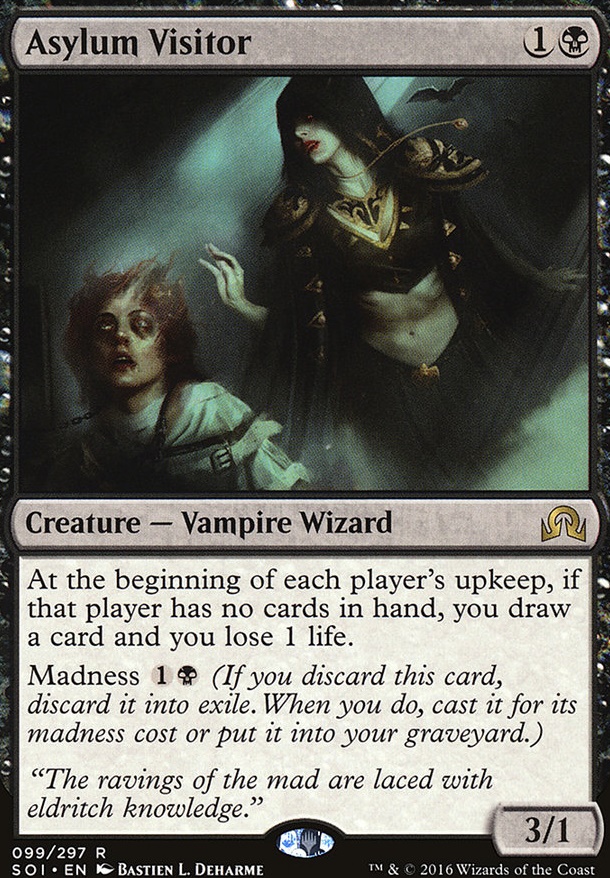 Asylum Visitor 1
Creature — Vampire Wizard
At the beginning of each player's upkeep, if
that player has no cards in hand, you draw
a card and you lose 1 life.
Madness 1 (If you discard this card,
discard it into exile. When you do, cast it for its
madness cost or put it into your graveyard.)
“The ravings of the mad are laced with
eldritch knowledge.”
3/1
099/297 R
SOI • EN Bastien L. Deharme
™ & © 2016 Wizards of the Coast